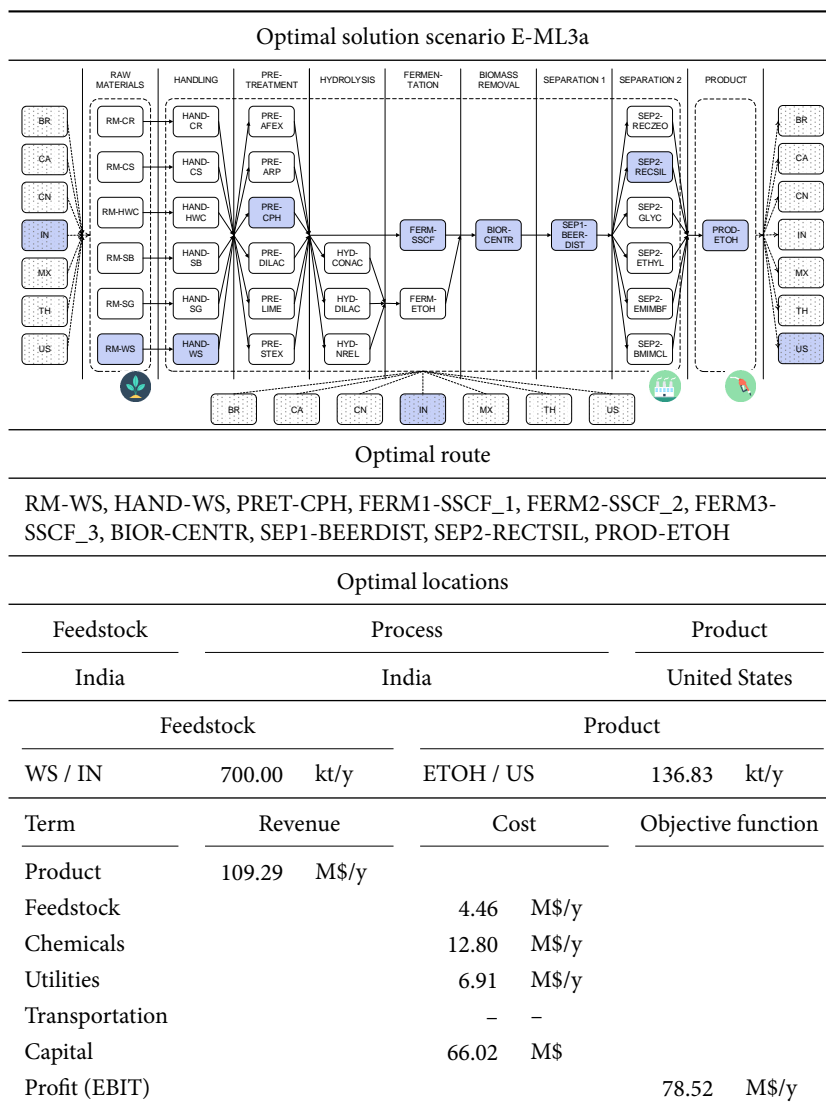 Optimal solution scenario E-ML3a
RAW MATERIALS HANDLING PRE-TREATMENT HYDROLYSIS FERMEN-TATION BIOMASS REMOVAL SEPARATION 1 SEPARATION 2 PRODUCT
BR RM-CR HAND-CR PRE-AFEX SEP2-RECZEO BR
CA RM-CS HAND-CS PRE-ARP SEP2-RECSIL CA
CN RM-HWC HAND-HWC PRE-CPH SEP2-GLYC CN
IN FERM-SSCF BIOR-CENTR SEP1-BEER-DIST PROD-ETOH IN
RM-SB HAND-SB PRE-DILAC HYD-CONAC SEP2-ETHYL
MX MX
TH RM-SG HAND-SG PRE-LIME HYD-DILAC FERM-ETOH SEP2-EMIMBF TH
US RM-WS HAND-WS PRE-STEX HYD-NREL SEP2-BMIMCL US
BR CA CN IN MX TH US
Optimal route
RM-WS, HAND-WS, PRET-CPH, FERM1-SSCF_1, FERM2-SSCF_2, FERM3-
SSCF_3, BIOR-CENTR, SEP1-BEERDIST, SEP2-RECTSIL, PROD-ETOH
Optimal locations
Feedstock Process Product
India India United States
Feedstock Product
WS / IN 700.00 kt/y ETOH / US 136.83 kt/y
Term Revenue Cost Objective function
Product 109.29 M$/y
Feedstock 4.46 M$/y
Chemicals 12.80 M$/y
Utilities 6.91 M$/y
Transportation – –
Capital 66.02 M$
Profit (EBIT) 78.52 M$/y